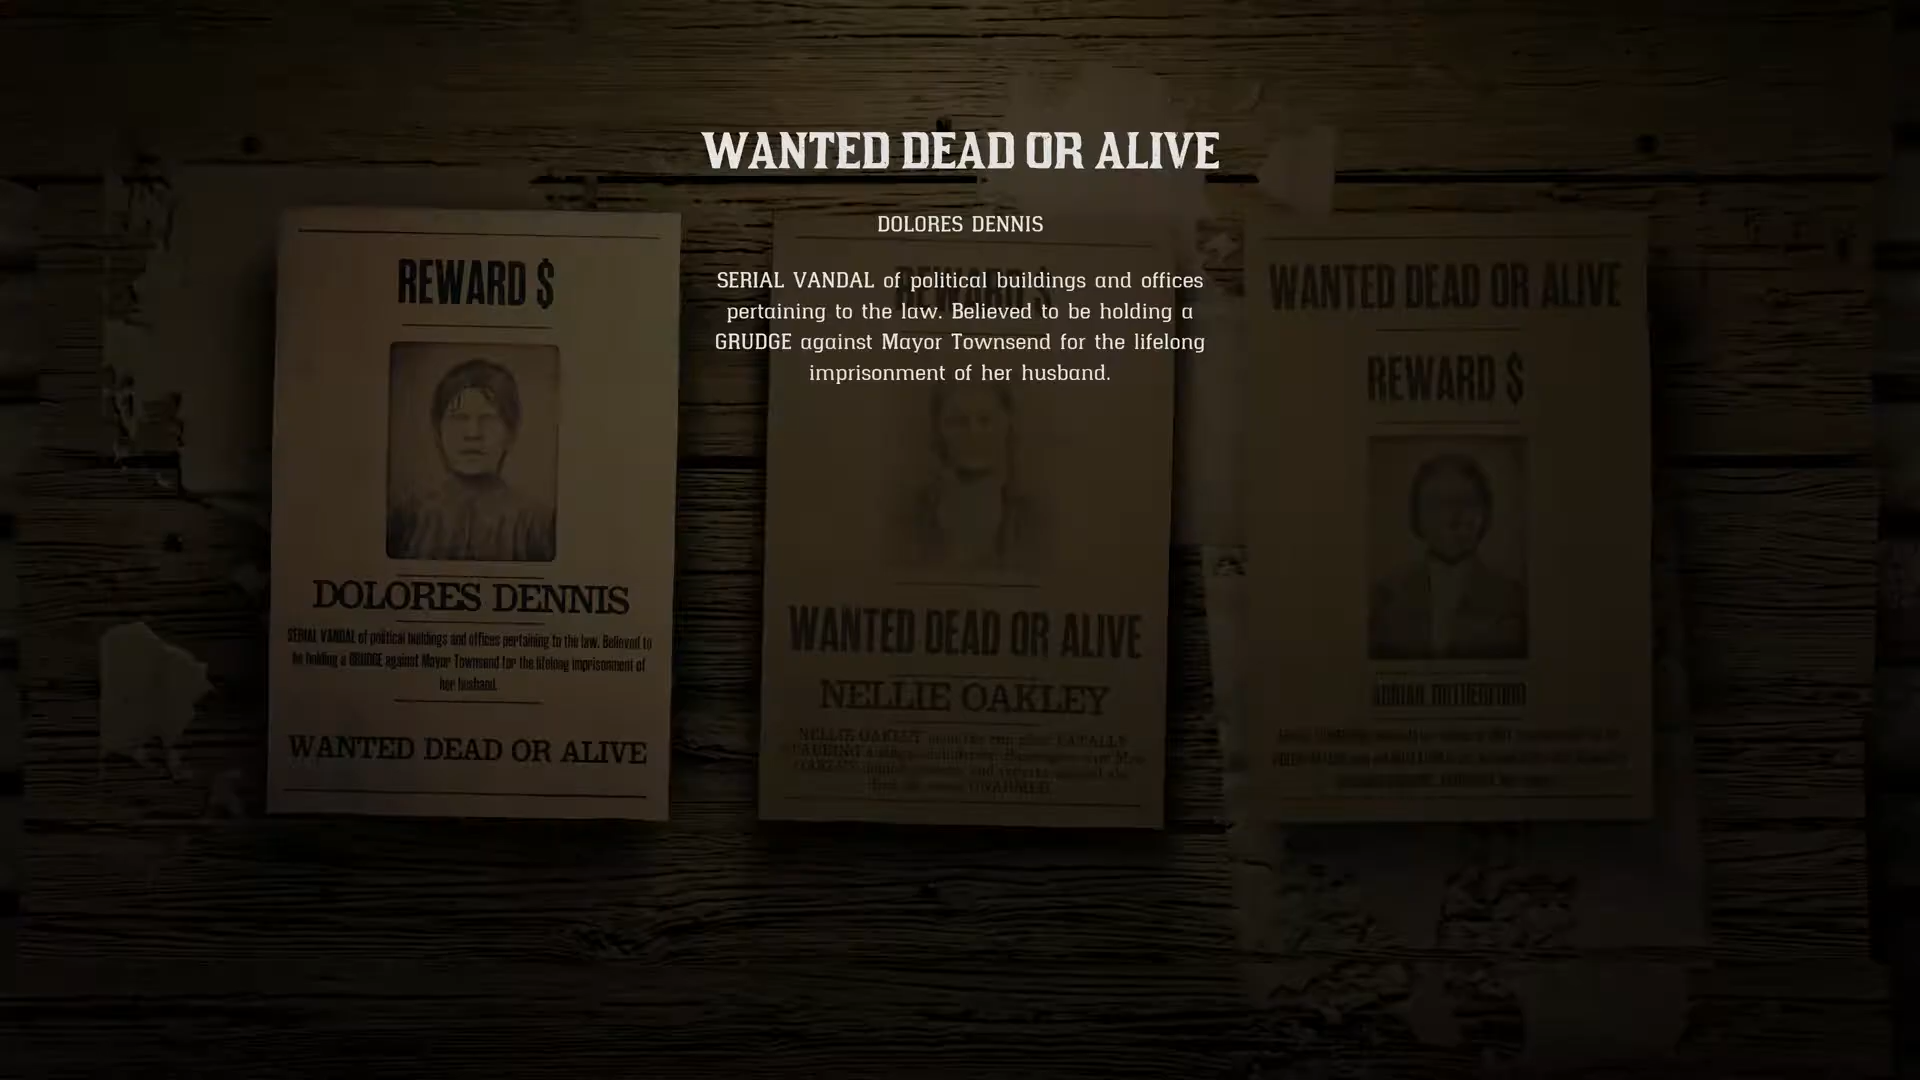 WANTED DEAD OR ALIVE
DOLORES DENNIS
SERIAL VANDAL of political buildings and offices
pertaining to the law. Believed to be holding a
GRUDGE against Mayor Townsend for the lifelong
imprisonment of her husband.
REWARD $
DOLORES DENNIS
SERIAL VANDAL of political buildings and offices pertaining to the law. Believed to
be holding a GRUDGE against Mayor Townsend for the lifelong imprisonment of
her husband.
WANTED DEAD OR ALIVE
REWARD $
WANTED DEAD OR ALIVE
NELLIE OAKLEY
NELLIE OAKLEY
WANTED DEAD OR ALIVE
REWARD $